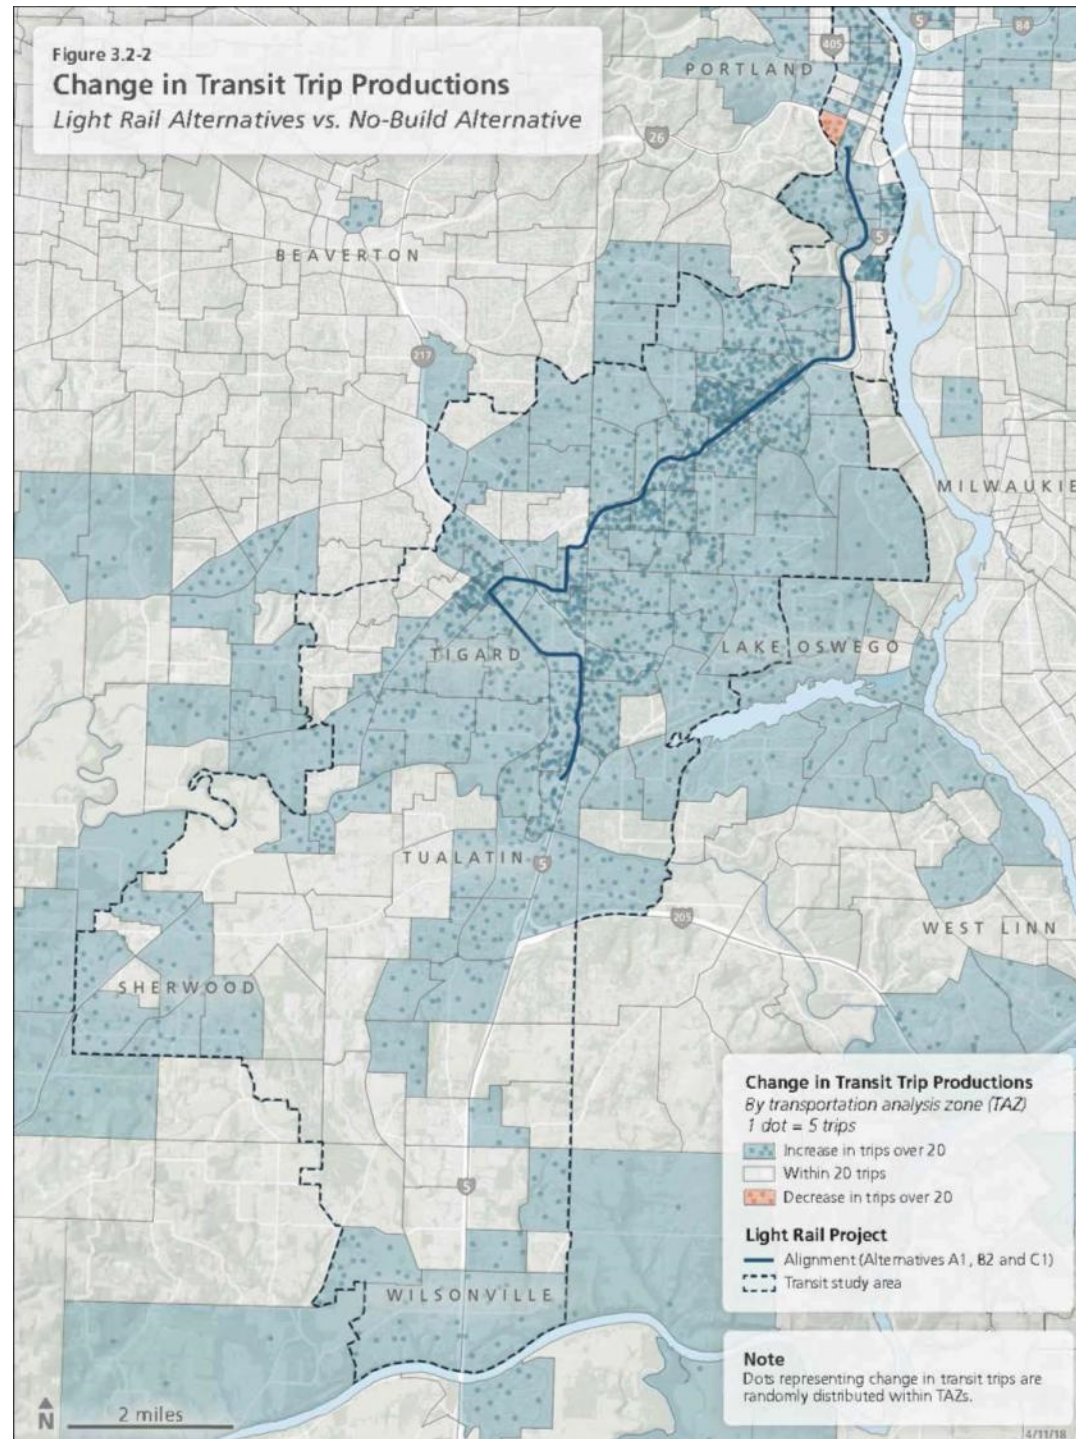 Figure 3.2-2
Change in Transit Trip Productions
Light Rail Alternatives vs. No-Build Alternative
5
84
405
PORTLAND
26
BEAVERTON
5
217
MILWAUKIE
LAKE OSWEGO
TIGARD
TUALATIN
5
205
WEST LINN
SHERWOOD
5
WILSONVILLE
Change in Transit Trip Productions
By transportation analysis zone (TAZ)
1 dot = 5 trips
Increase in trips over 20
Within 20 trips
Decrease in trips over 20
Light Rail Project
Alignment (Alternatives A1, B2 and C1)
Transit study area
Note
Dots representing change in transit trips are
randomly distributed within TAZs.
N
2 miles
4/11/18